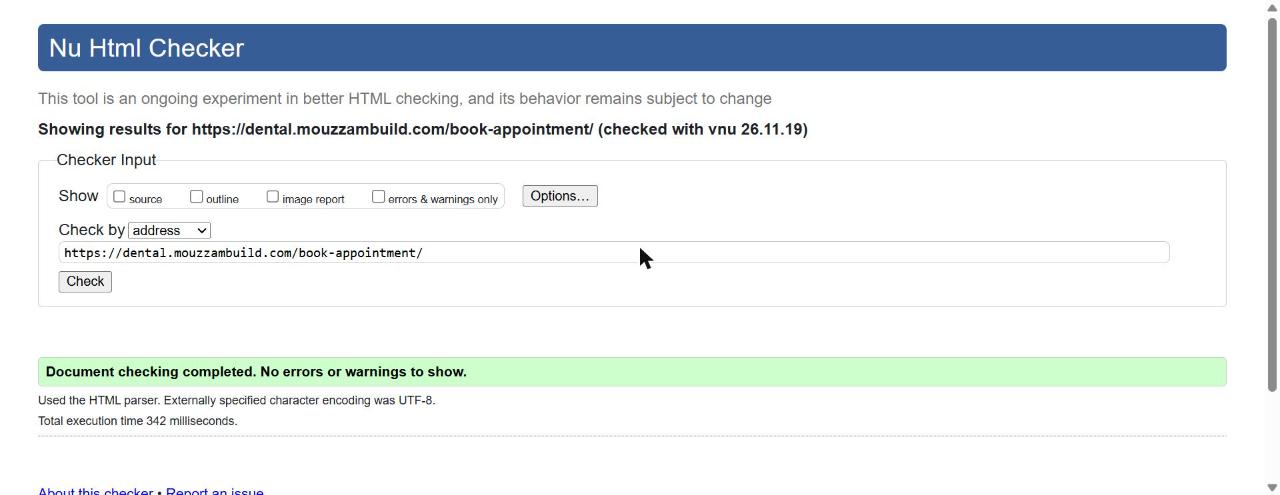 Nu Html Checker
This tool is an ongoing experiment in better HTML checking, and its behavior remains subject to change
Showing results for https://dental.mouzzambuild.com/book-appointment/ (checked with vnu 26.11.19)
Checker Input
Show source outline image report errors & warnings only Options...
Check by address
https://dental.mouzzambuild.com/book-appointment/
Check
Document checking completed. No errors or warnings to show.
Used the HTML parser. Externally specified character encoding was UTF-8.
Total execution time 342 milliseconds.
About this checker • Report an issue